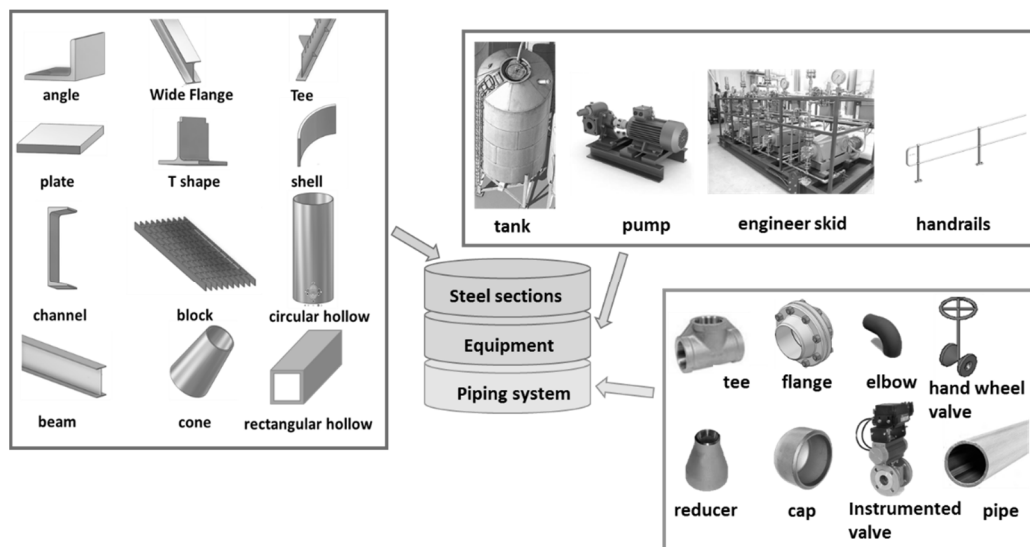 angle
Wide Flange
Tee
plate
T shape
shell
channel
block
circular hollow
beam
cone
rectangular hollow
tank
pump
engineer skid
handrails
Steel sections
Equipment
Piping system
tee
flange
elbow
hand wheel
valve
reducer
cap
Instrumented
valve
pipe